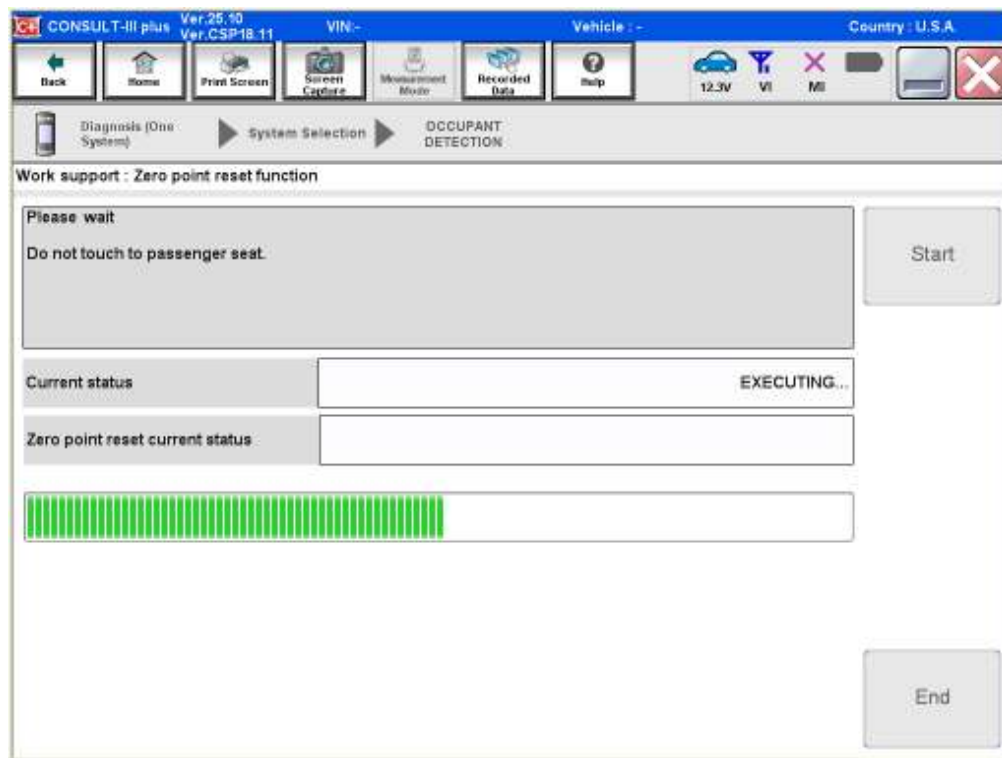 C+ CONSULT-III plus Ver.25.10 VIN:- Vehicle : - Country : U.S.A.
Ver.CSP18.11
Back Home Print Screen Screen Capture Measurement Mode Recorded Data Help 12.3V VI MI
Diagnosis (One System) System Selection OCCUPANT DETECTION
Work support : Zero point reset function
Please wait
Do not touch to passenger seat.
Start
Current status EXECUTING...
Zero point reset current status
End